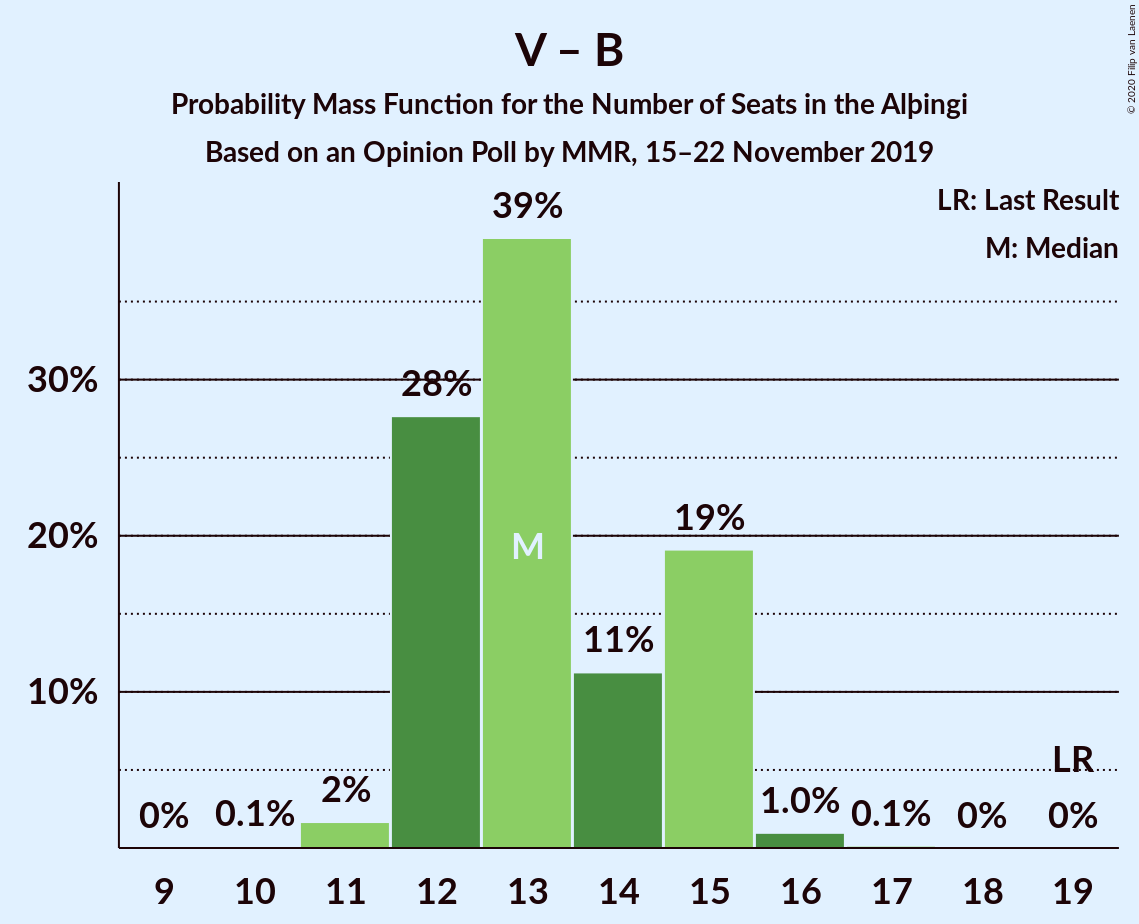 V – B
Probability Mass Function for the Number of Seats in the Alþingi
Based on an Opinion Poll by MMR, 15–22 November 2019
© 2020 Filip van Laenen
LR: Last Result
M: Median
30%
20%
10%
0%
0.1%
2%
28%
39%
M
11%
19%
1.0%
0.1%
0%
LR
0%
9 10 11 12 13 14 15 16 17 18 19